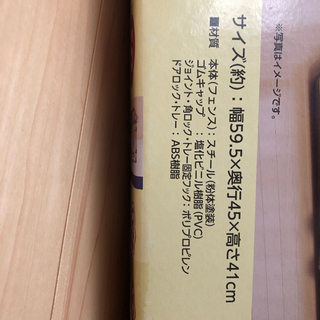 ※写真はイメージです。
サイズ(約)：幅59.5×奥行45×高さ41cm
■材質
本体(フェンス)：スチール(粉体塗装)
ゴムキャップ　：塩化ビニル樹脂(PVC)
ジョイント・角ロック・トレー固定フック：ポリプロピレン
ドアロック・トレー：ABS樹脂